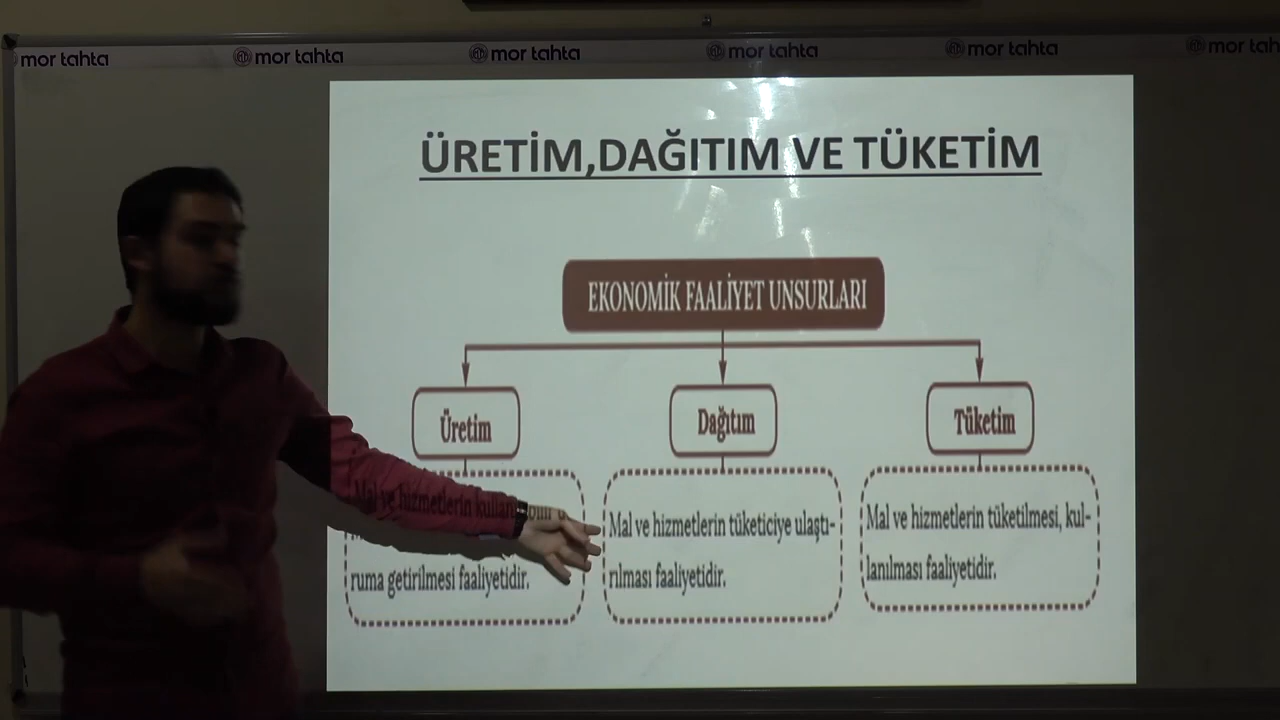 mor tahta mor tahta mor tahta mor tahta mor tahta mor taht
ÜRETİM,DAĞITIM VE TÜKETİM
EKONOMİK FAALİYET UNSURLARI
Üretim
Mal ve hizmetlerin
ruma getirilmesi faaliyetidir.
Dağıtım
Mal ve hizmetlerin tüketiciye ulaştı-
rılması faaliyetidir.
Tüketim
Mal ve hizmetlerin tüketilmesi, kul-
lanılması faaliyetidir.